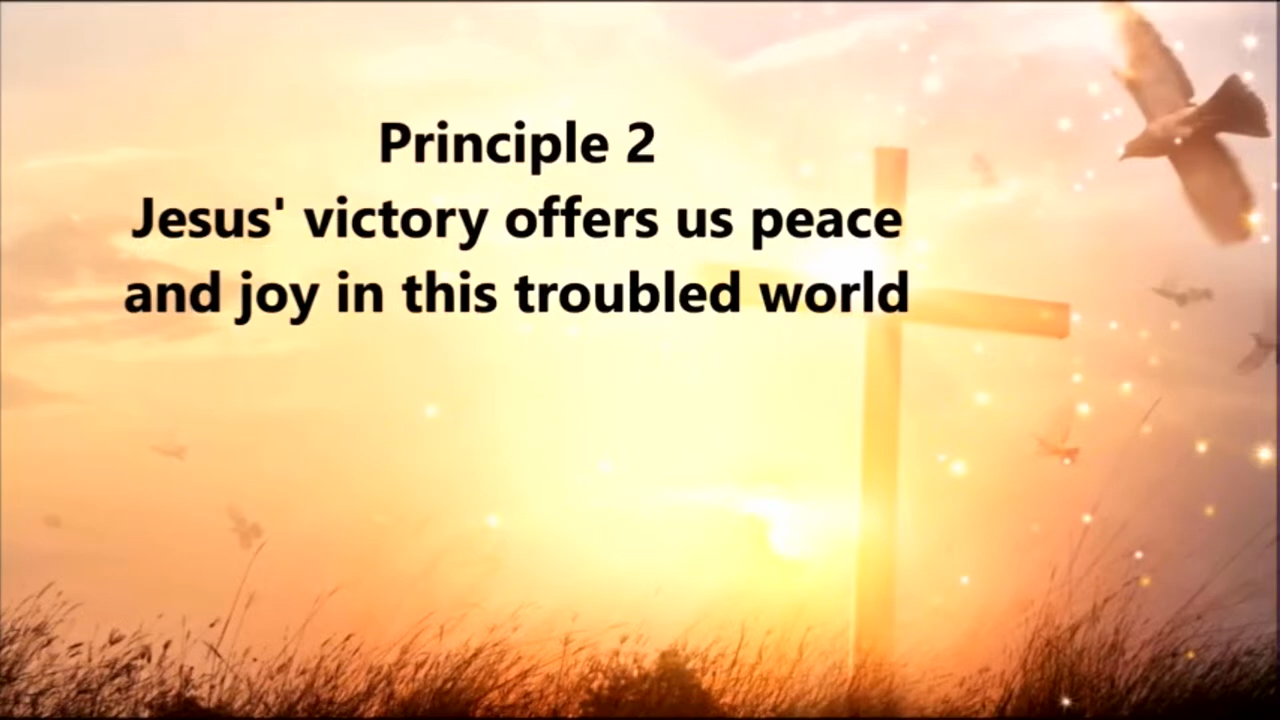 Principle 2
Jesus' victory offers us peace
and joy in this troubled world